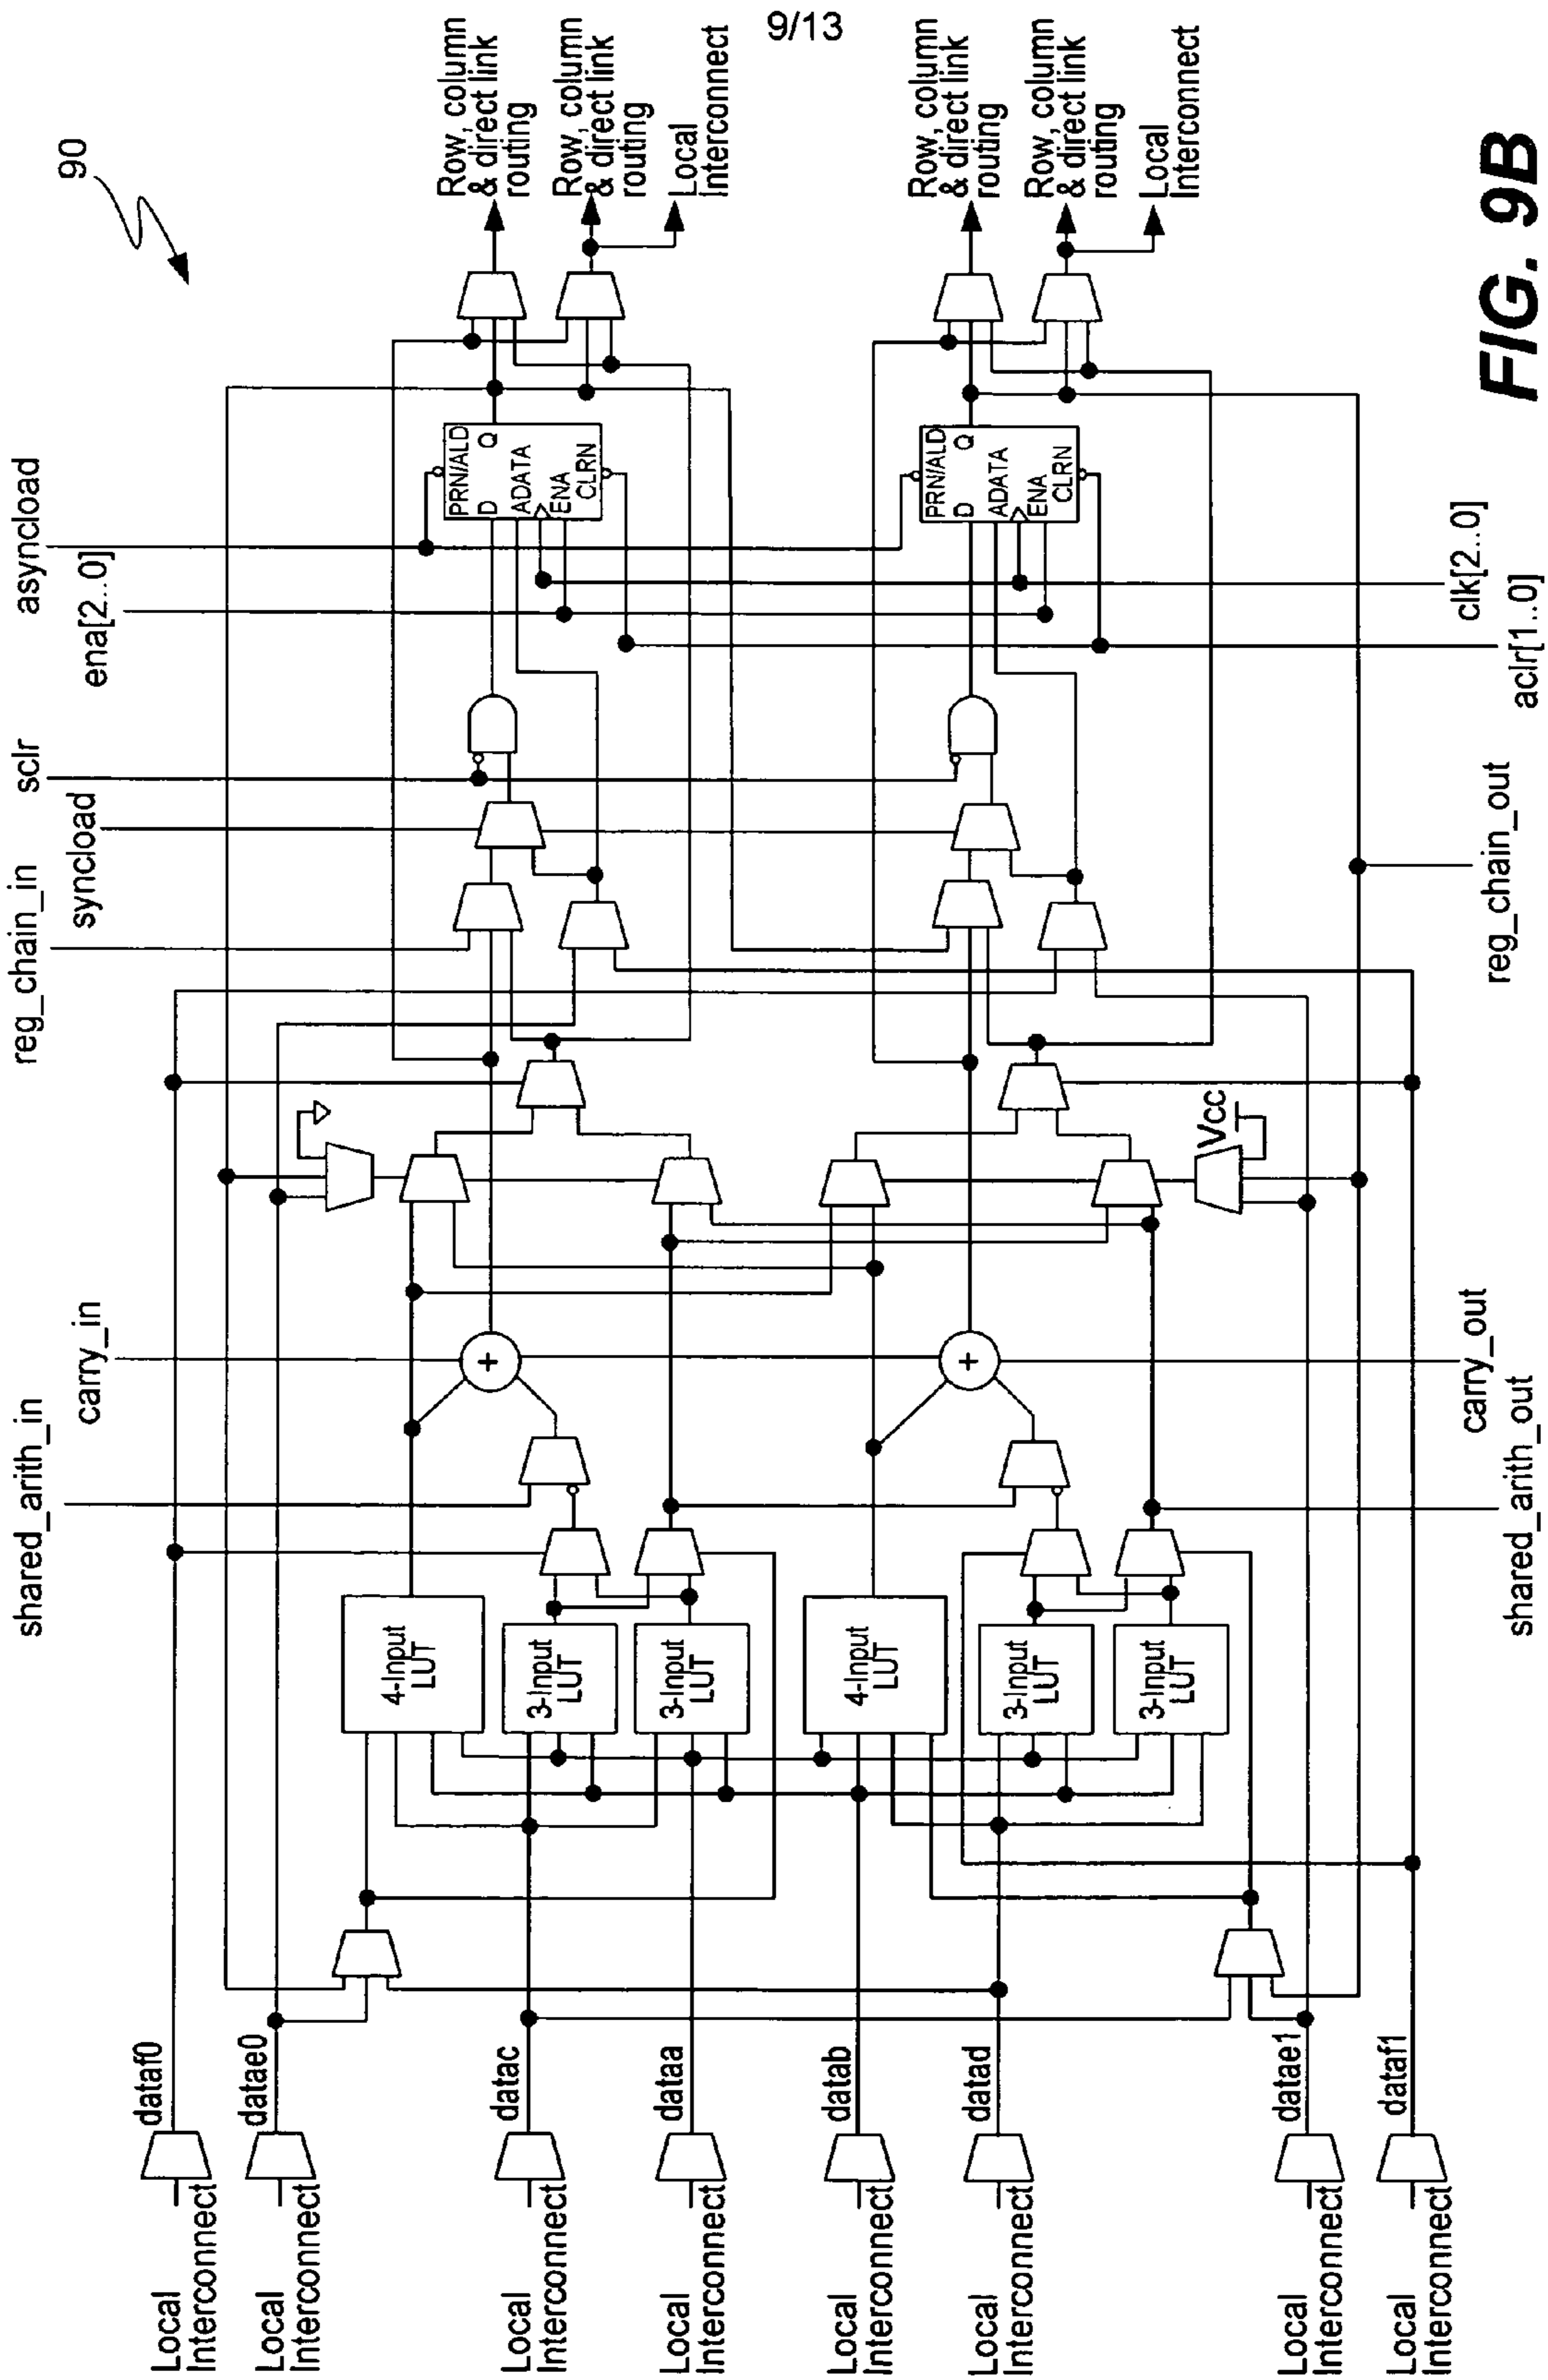 9/13
90
shared_arith_in
carry_in
reg_chain_in
syncload
sclr
ena[2..0]
asyncload
Local
Interconnect
dataf0
Local
Interconnect
datae0
Local
Interconnect
datac
Local
Interconnect
dataa
Local
Interconnect
datab
Local
Interconnect
datad
Local
Interconnect
datae1
Local
Interconnect
dataf1
4-Input
LUT
3-Input
LUT
3-Input
LUT
4-Input
LUT
3-Input
LUT
3-Input
LUT
+
+
Vcc
PRN/ALD
D
Q
ADATA
ENA
CLRN
PRN/ALD
D
Q
ADATA
ENA
CLRN
Row, column
& direct link
routing
Row, column
& direct link
routing
Local
Interconnect
Row, column
& direct link
routing
Row, column
& direct link
routing
Local
Interconnect
shared_arith_out
carry_out
reg_chain_out
aclr[1..0]
clk[2..0]
FIG. 9B